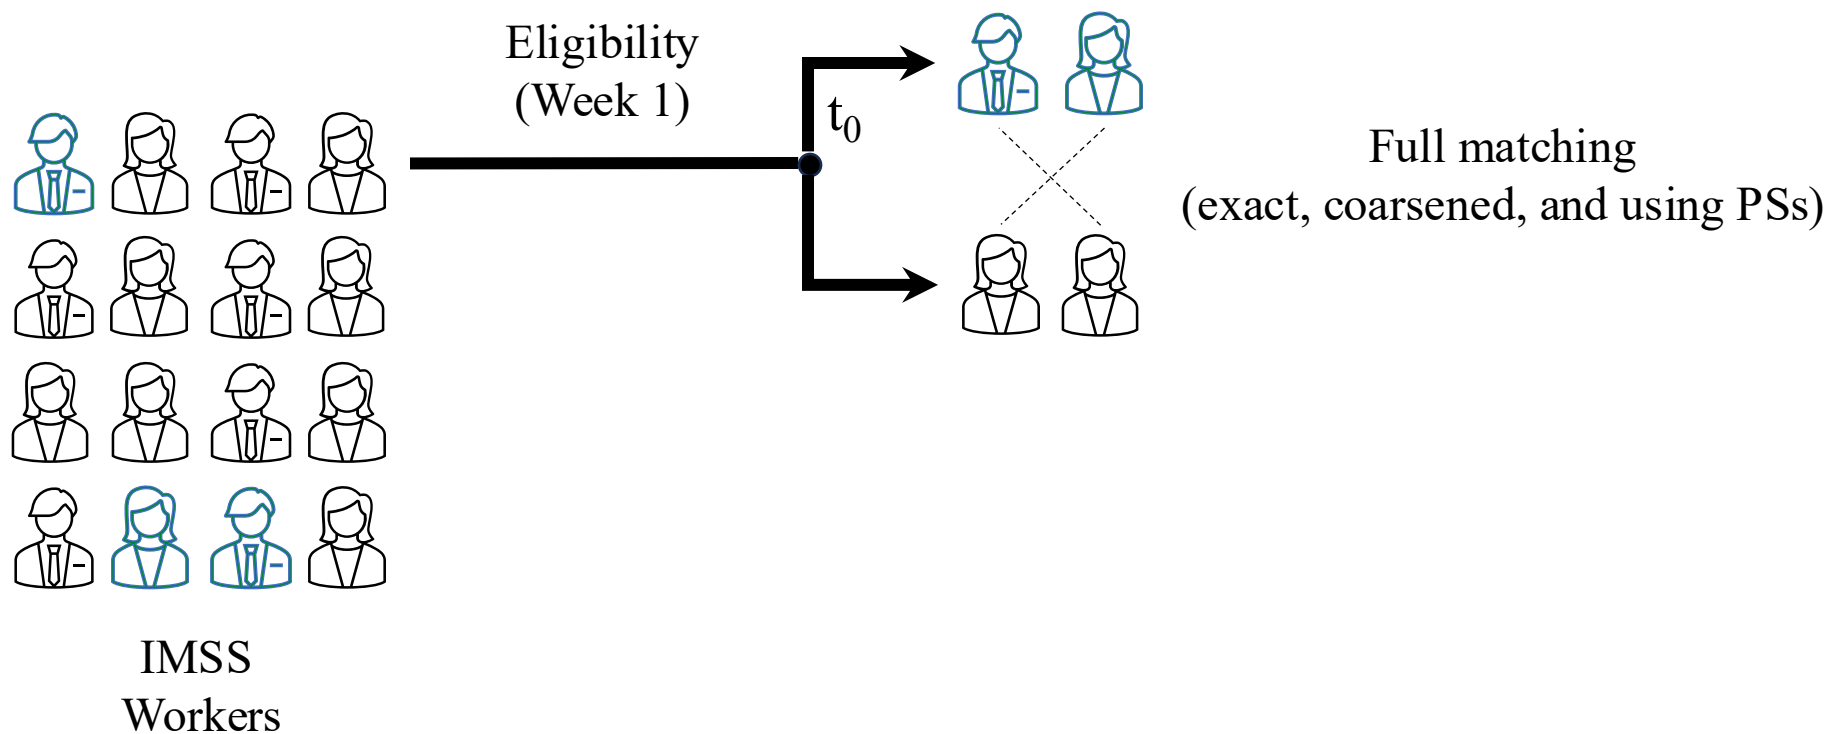 Eligibility
(Week 1)
t₀
Full matching
(exact, coarsened, and using PSs)
IMSS
Workers